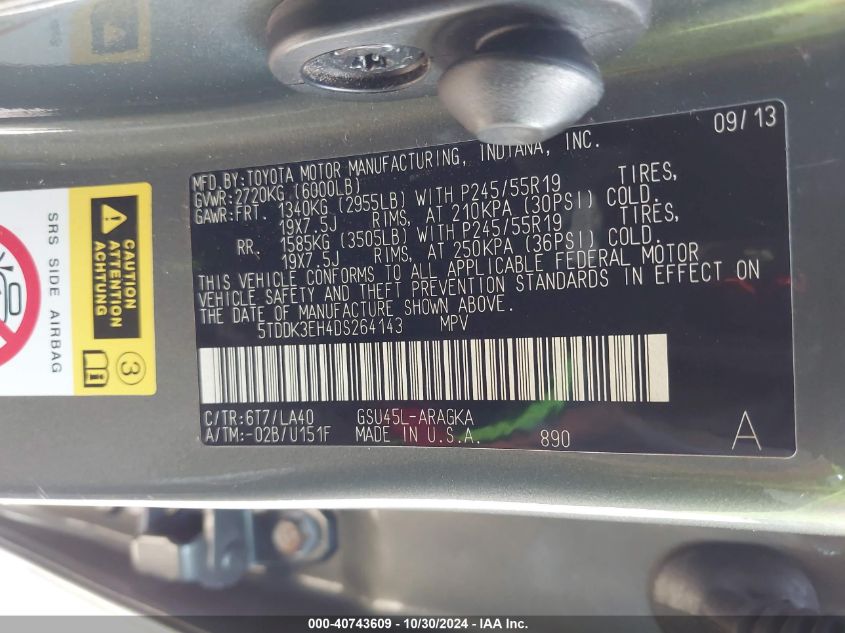 09/13
MFD.BY:TOYOTA MOTOR MANUFACTURING, INDIANA, INC.
GVWR:2720KG (6000LB)
GAWR:FRT. 1340KG (2955LB) WITH P245/55R19 TIRES,
19X7.5J RIMS, AT 210KPA (30PSI) COLD.
RR. 1585KG (3505LB) WITH P245/55R19 TIRES,
19X7.5J RIMS, AT 250KPA (36PSI) COLD.
THIS VEHICLE CONFORMS TO ALL APPLICABLE FEDERAL MOTOR
VEHICLE SAFETY AND THEFT PREVENTION STANDARDS IN EFFECT ON
THE DATE OF MANUFACTURE SHOWN ABOVE.
5TDDK3EH4DS264143 MPV
C/TR:6T7/LA40 GSU45L-ARAGKA
A/TM:-02B/U151F MADE IN U.S.A. 890
A
SRS SIDE AIRBAG
CAUTION
ATTENTION
ACHTUNG
3
000-40743609 - 10/30/2024 - IAA Inc.